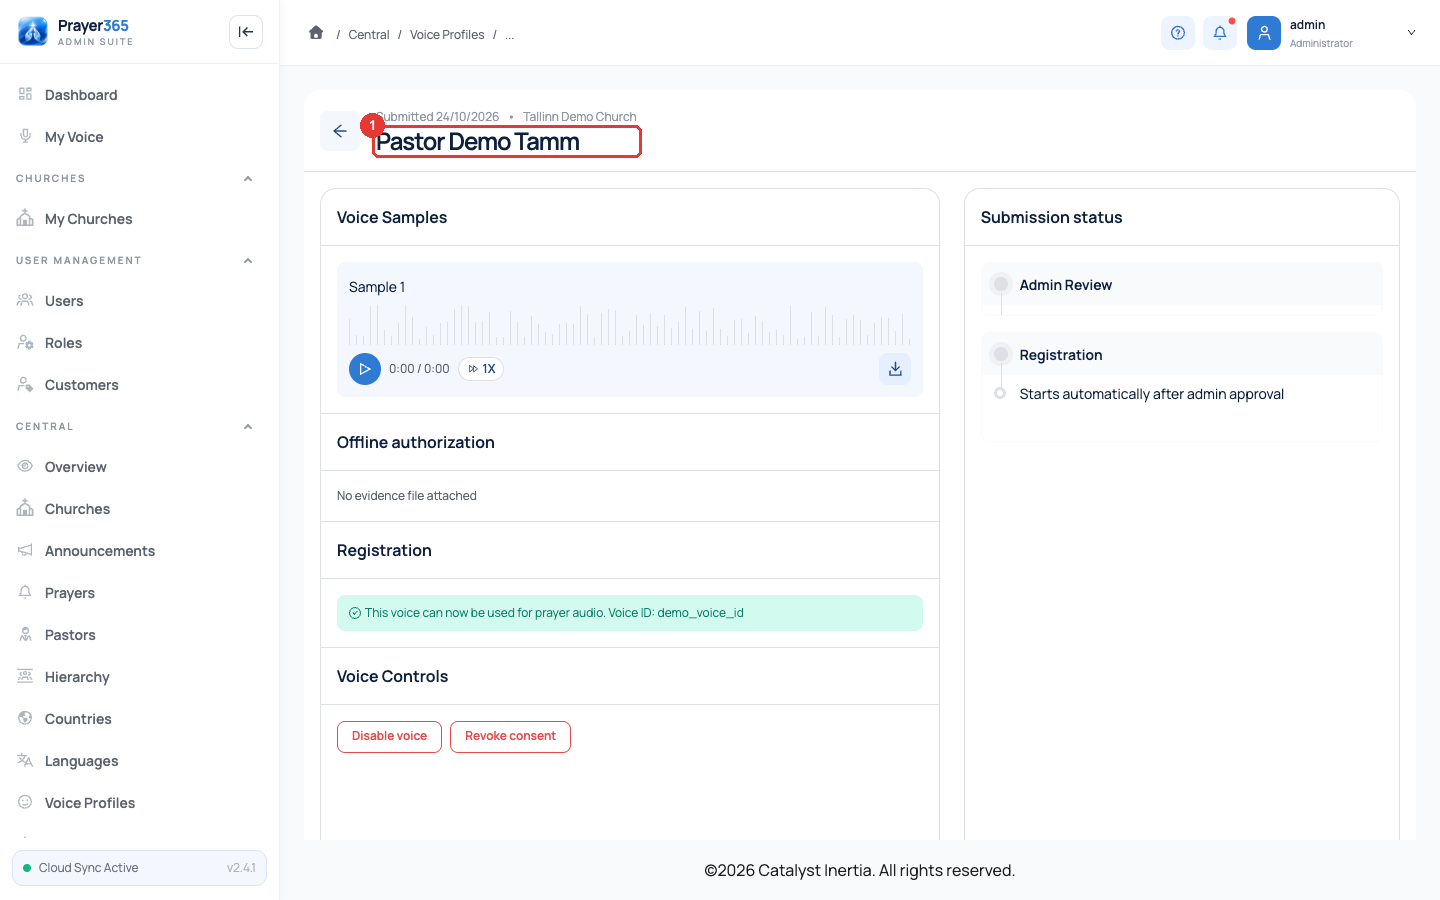 Prayer365
ADMIN SUITE
Dashboard
My Voice
CHURCHES
My Churches
USER MANAGEMENT
Users
Roles
Customers
CENTRAL
Overview
Churches
Announcements
Prayers
Pastors
Hierarchy
Countries
Languages
Voice Profiles
Cloud Sync Active v2.4.1
/ Central / Voice Profiles / ...
admin
Administrator
1
Submitted 24/10/2026 • Tallinn Demo Church
Pastor Demo Tamm
Voice Samples
Sample 1
0:00 / 0:00 1X
Offline authorization
No evidence file attached
Registration
This voice can now be used for prayer audio. Voice ID: demo_voice_id
Voice Controls
Disable voice Revoke consent
Submission status
Admin Review
Registration
Starts automatically after admin approval
©2026 Catalyst Inertia. All rights reserved.